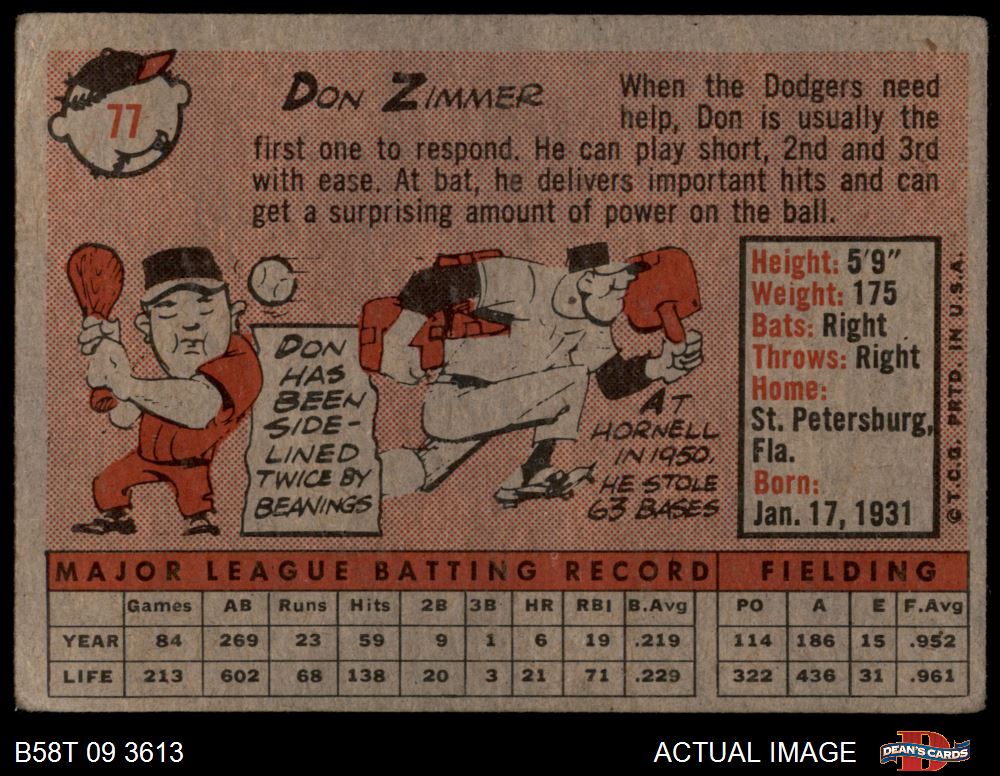 77
DON ZIMMER
When the Dodgers need
help, Don is usually the
first one to respond. He can play short, 2nd and 3rd
with ease. At bat, he delivers important hits and can
get a surprising amount of power on the ball.
DON
HAS
BEEN
SIDE-
LINED
TWICE BY
BEANINGS
AT
HORNELL
IN 1950.
HE STOLE
63 BASES
Height: 5'9"
Weight: 175
Bats: Right
Throws: Right
Home:
St. Petersburg,
Fla.
Born:
Jan. 17, 1931
© T.C.G. PRTD. IN U.S.A.
MAJOR LEAGUE BATTING RECORD FIELDING
Games AB Runs Hits 2B 3B HR RBI B.Avg PO A E F.Avg
YEAR 84 269 23 59 9 1 6 19 .219 114 186 15 .952
LIFE 213 602 68 138 20 3 21 71 .229 322 436 31 .961
B58T 09 3613
ACTUAL IMAGE
DEAN'S CARDS